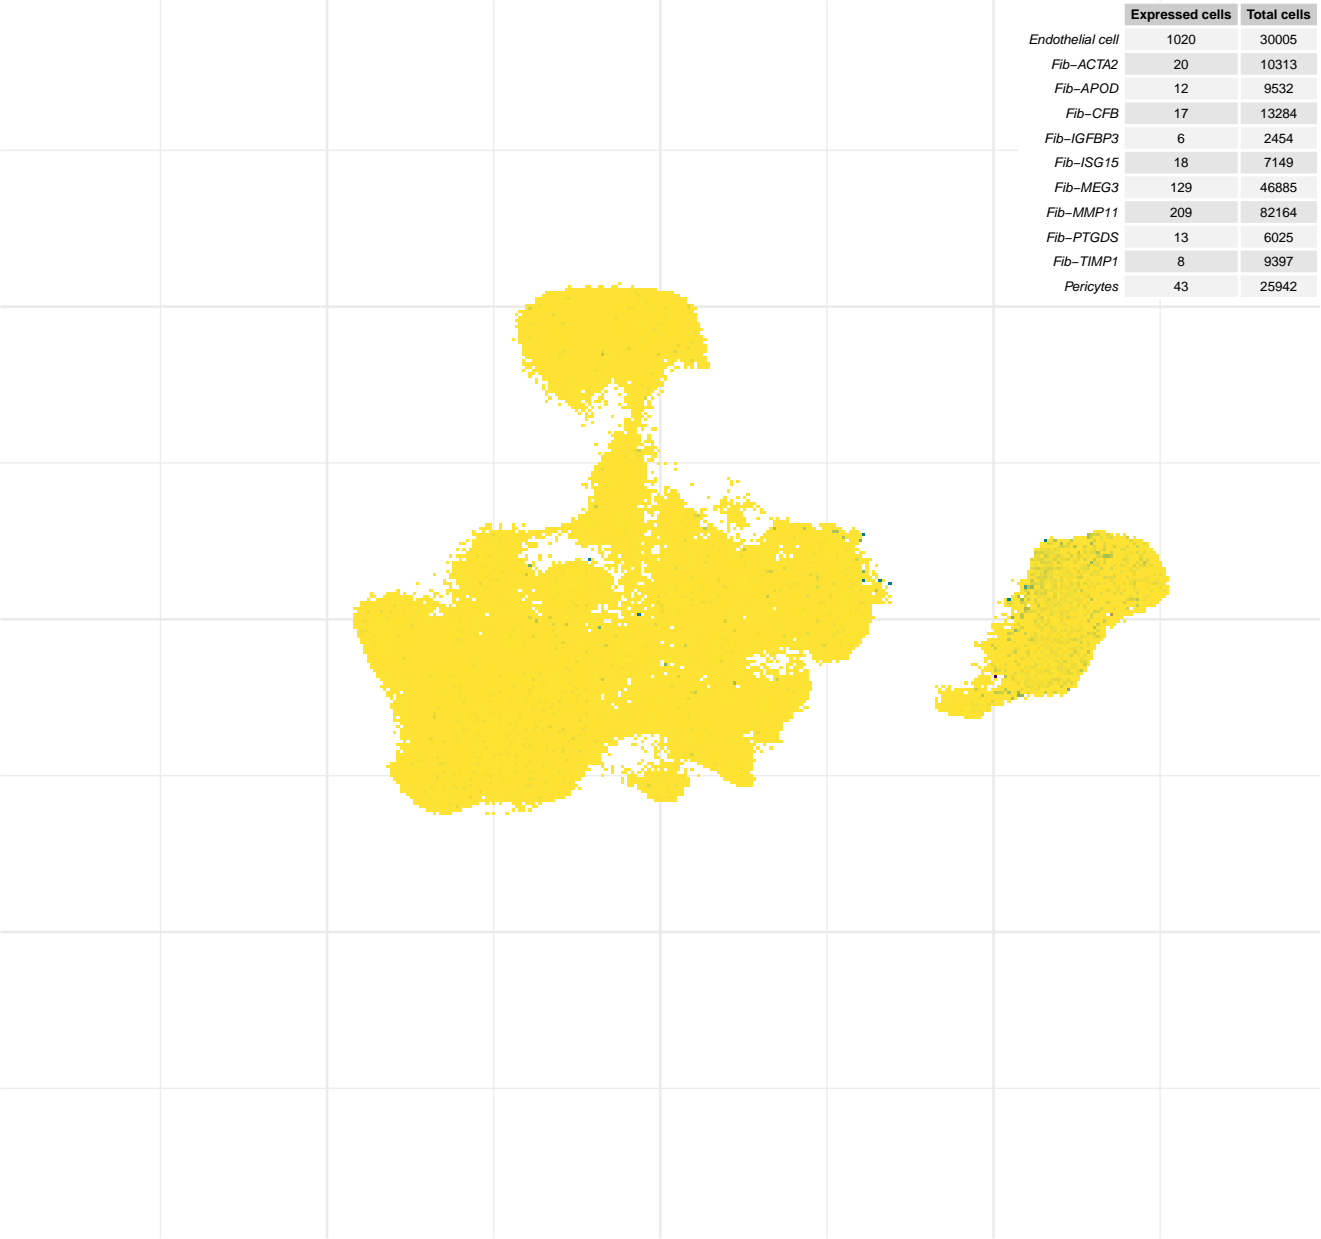 Expressed cells Total cells
Endothelial cell 1020 30005
Fib−ACTA2 20 10313
Fib−APOD 12 9532
Fib−CFB 17 13284
Fib−IGFBP3 6 2454
Fib−ISG15 18 7149
Fib−MEG3 129 46885
Fib−MMP11 209 82164
Fib−PTGDS 13 6025
Fib−TIMP1 8 9397
Pericytes 43 25942